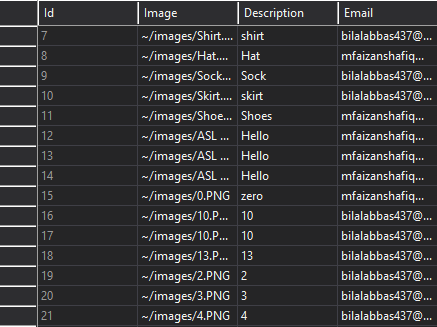 Id Image Description Email
7 ~/images/Shirt.... shirt bilalabbas437@...
8 ~/images/Hat.... Hat mfaizanshafiq...
9 ~/images/Sock.... Sock bilalabbas437@...
10 ~/images/Skirt.... skirt bilalabbas437@...
11 ~/images/Shoe... Shoes mfaizanshafiq...
12 ~/images/ASL ... Hello mfaizanshafiq...
13 ~/images/ASL ... Hello mfaizanshafiq...
14 ~/images/ASL ... Hello mfaizanshafiq...
15 ~/images/0.PNG zero mfaizanshafiq...
16 ~/images/10.P... 10 bilalabbas437@...
17 ~/images/10.P... 10 bilalabbas437@...
18 ~/images/13.P... 13 bilalabbas437@...
19 ~/images/2.PNG 2 bilalabbas437@...
20 ~/images/3.PNG 3 bilalabbas437@...
21 ~/images/4.PNG 4 bilalabbas437@...